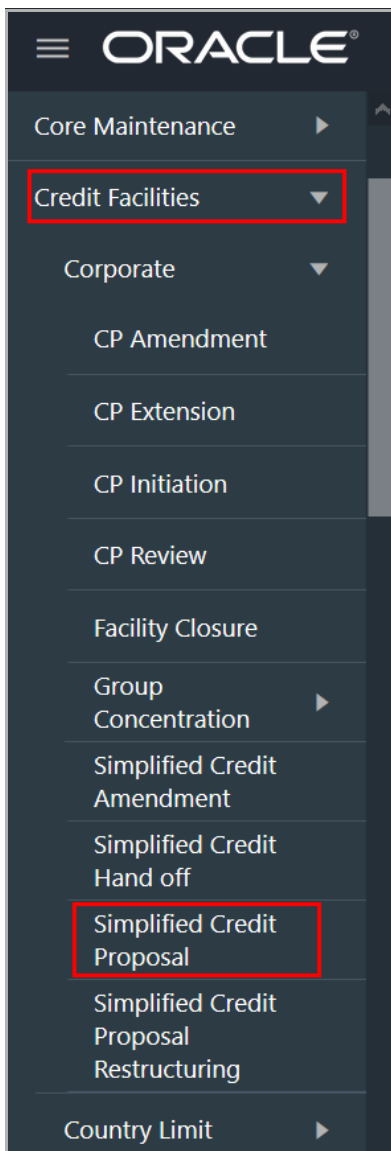 ORACLE®
Core Maintenance
Credit Facilities
Corporate
CP Amendment
CP Extension
CP Initiation
CP Review
Facility Closure
Group
Concentration
Simplified Credit
Amendment
Simplified Credit
Hand off
Simplified Credit
Proposal
Simplified Credit
Proposal
Restructuring
Country Limit